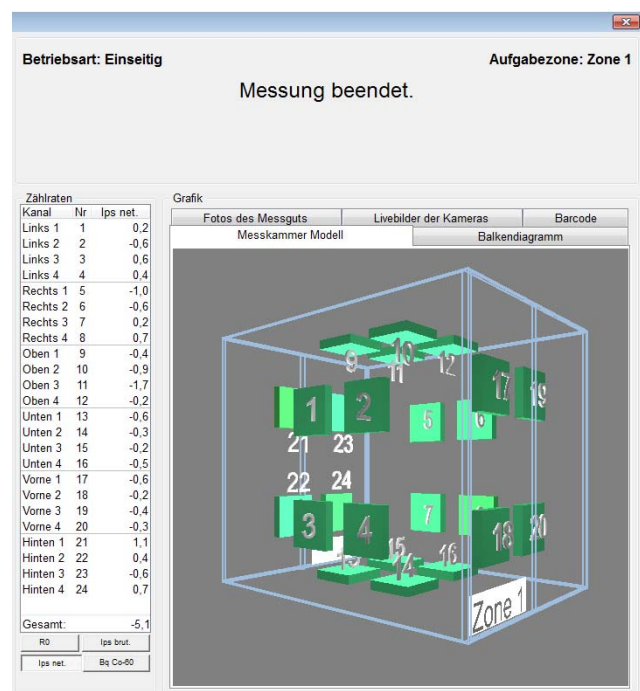 Betriebsart: Einseitig
Aufgabezone: Zone 1
Messung beendet.
Zählraten
Kanal Nr Ips net.
Links 1 1 0,2
Links 2 2 -0,6
Links 3 3 0,6
Links 4 4 0,4
Rechts 1 5 -1,0
Rechts 2 6 -0,6
Rechts 3 7 0,2
Rechts 4 8 0,7
Oben 1 9 -0,4
Oben 2 10 -0,9
Oben 3 11 -1,7
Oben 4 12 -0,2
Unten 1 13 -0,6
Unten 2 14 -0,3
Unten 3 15 -0,2
Unten 4 16 -0,5
Vorne 1 17 -0,6
Vorne 2 18 -0,2
Vorne 3 19 -0,4
Vorne 4 20 -0,3
Hinten 1 21 1,1
Hinten 2 22 0,4
Hinten 3 23 -0,6
Hinten 4 24 0,7
Gesamt: -5,1
R0 Ips brut.
Ips net. Bq Co-60
Grafik
Fotos des Messguts Livebilder der Kameras Barcode
Messkammer Modell Balkendiagramm
9 10 11 12
17 19
1 2 5 6
21 23
22 24
3 4 7
18 20
13 14 15 16
Zone 1